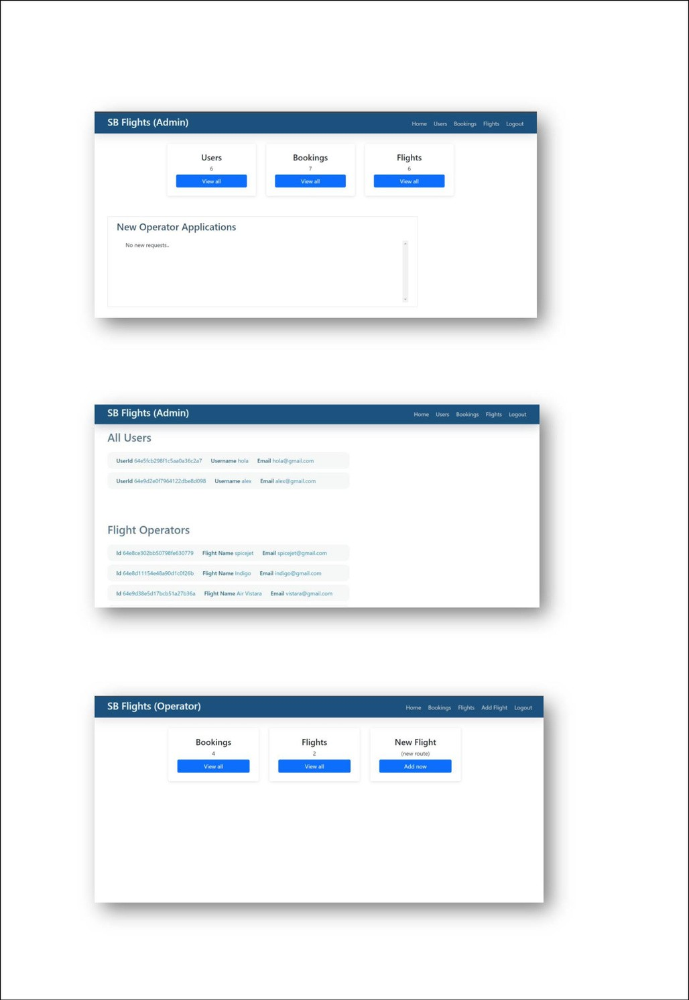 SB Flights (Admin) Home Users Bookings Flights Logout
Users Bookings Flights
6 7 6
View all View all View all
New Operator Applications
No new requests..
SB Flights (Admin) Home Users Bookings Flights Logout
All Users
UserId 64e5fcb298f1c5aa0a36c2a7 Username hola Email hola@gmail.com
UserId 64e9d2e0f7964122dbe8d098 Username alex Email alex@gmail.com
Flight Operators
Id 64e8ce302bb50798fe630779 Flight Name spicejet Email spicejet@gmail.com
Id 64e8d11154e48a90d1c0f26b Flight Name Indigo Email indigo@gmail.com
Id 64e9d38e5d17bcb51a27b36a Flight Name Air Vistara Email vistara@gmail.com
SB Flights (Operator) Home Bookings Flights Add Flight Logout
Bookings Flights New Flight
4 2 (new route)
View all View all Add now